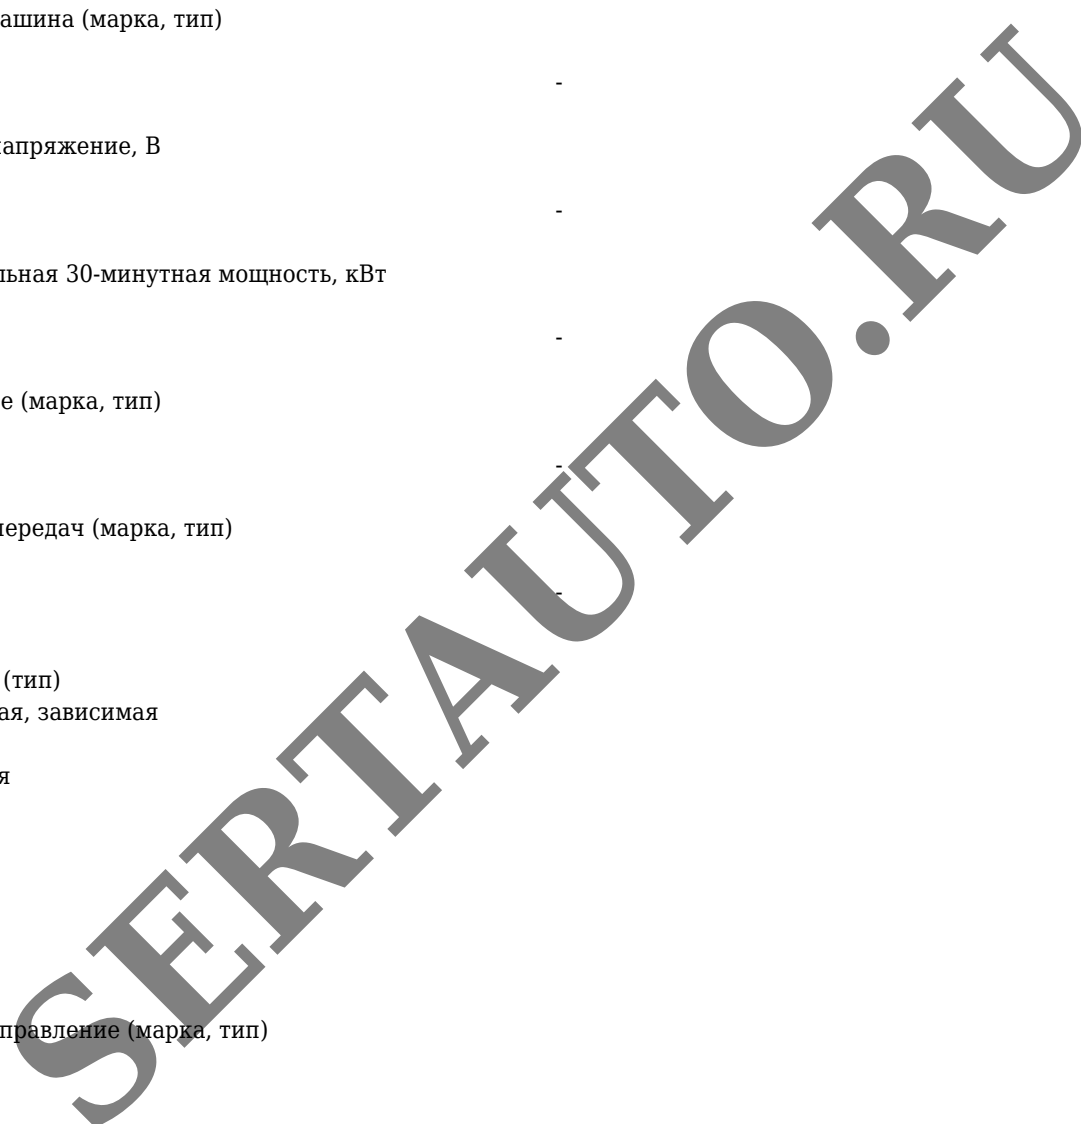 ашина (марка, тип)
-
напряжение, В
-
льная 30-минутная мощность, кВт
-
е (марка, тип)
-
передач (марка, тип)
-
(тип)
ая, зависимая
я
правление (марка, тип)
SERTAUTO.RU